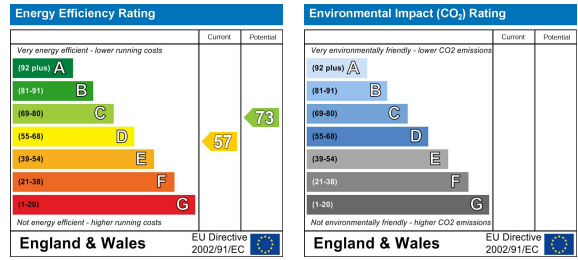 Energy Efficiency Rating
Current Potential
Very energy efficient - lower running costs
(92 plus) A
(81-91) B
(69-80) C
73
(55-68) D
57
(39-54) E
(21-38) F
(1-20) G
Not energy efficient - higher running costs
England & Wales
EU Directive
2002/91/EC
Environmental Impact (CO₂) Rating
Current Potential
Very environmentally friendly - lower CO2 emissions
(92 plus) A
(81-91) B
(69-80) C
(55-68) D
(39-54) E
(21-38) F
(1-20) G
Not environmentally friendly - higher CO2 emissions
England & Wales
EU Directive
2002/91/EC